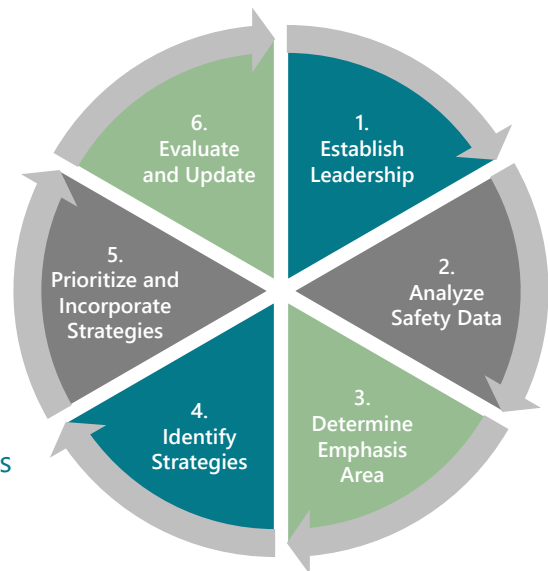 1.
Establish
Leadership
2.
Analyze
Safety Data
3.
Determine
Emphasis
Area
4.
Identify
Strategies
5.
Prioritize and
Incorporate
Strategies
6.
Evaluate
and Update
s